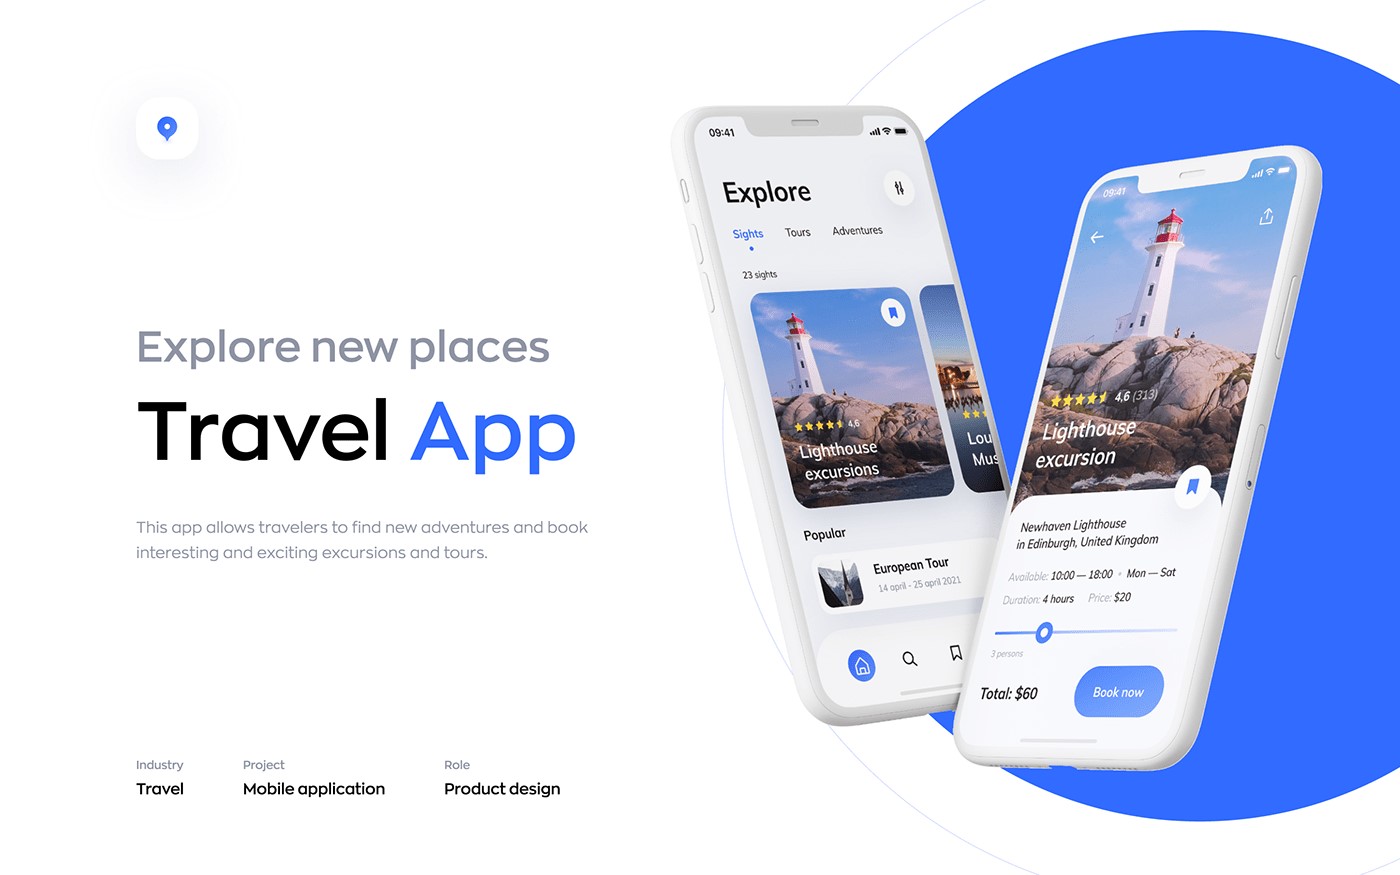 Explore new places
Travel App
This app allows travelers to find new adventures and book
interesting and exciting excursions and tours.
Industry
Travel
Project
Mobile application
Role
Product design
09:41
Explore
Sights
Tours
Adventures
23 sights
4,6
Lighthouse
excursions
Lou
Mus
Popular
European Tour
14 april - 25 april 2021
09:41
4,6 (313)
Lighthouse
excursion
Newhaven Lighthouse
in Edinburgh, United Kingdom
Available: 10:00 — 18:00 • Mon — Sat
Duration: 4 hours Price: $20
3 persons
Total: $60
Book now